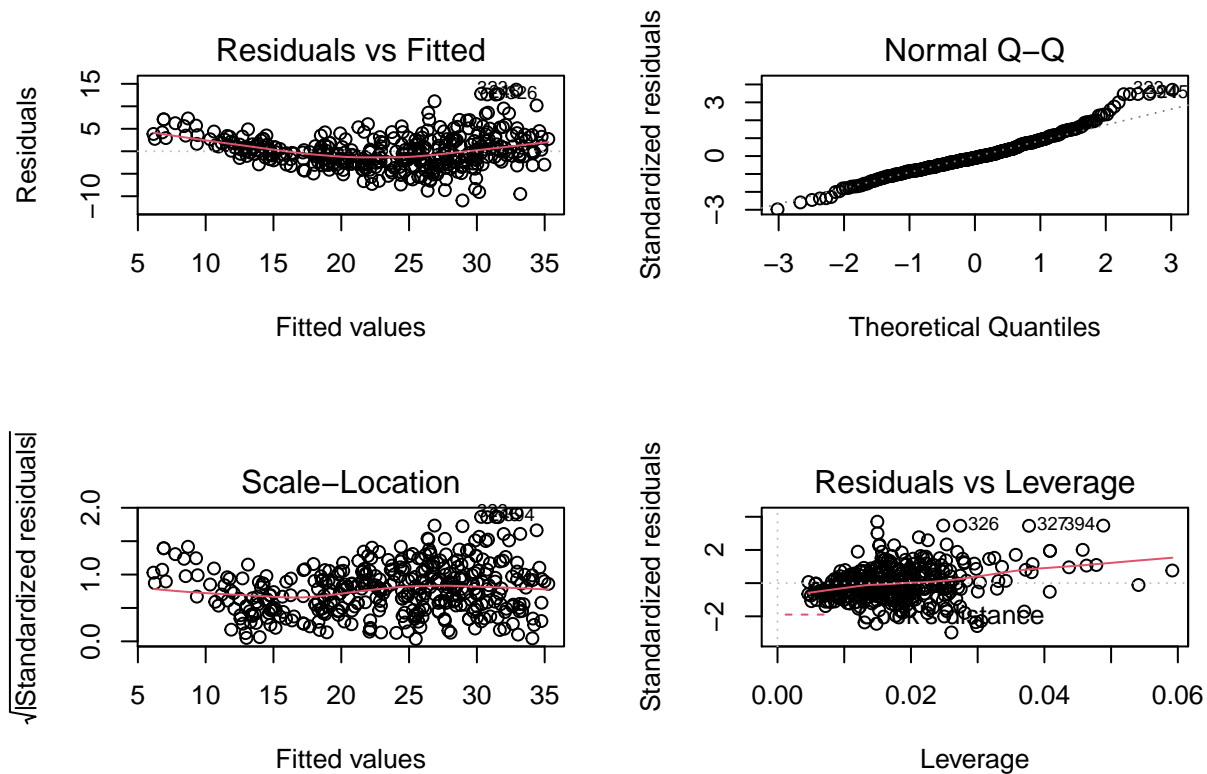 Residuals vs Fitted
Residuals
15
5
−10
5 10 15 20 25 30 35
Fitted values
Normal Q−Q
Standardized residuals
3
0
−3
−3 −2 −1 0 1 2 3
Theoretical Quantiles
Scale−Location
√|Standardized residuals|
2.0
1.0
0.0
5 10 15 20 25 30 35
Fitted values
Residuals vs Leverage
Standardized residuals
2
−2
326 327 394
distance
0.00 0.02 0.04 0.06
Leverage